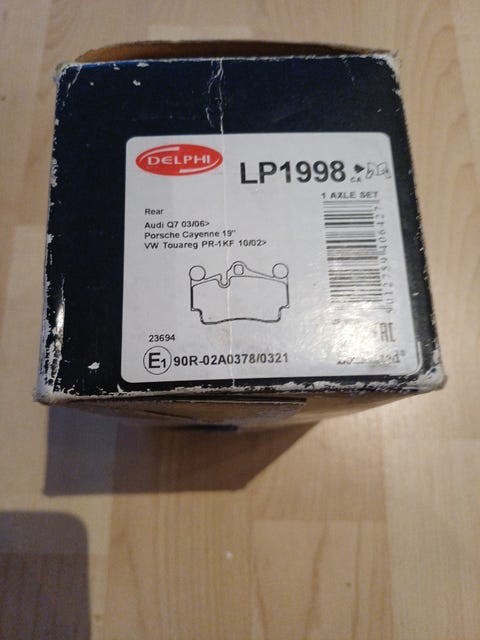 DELPHI
LP1998
1 AXLE SET
Rear
Audi Q7 03/06>
Porsche Cayenne 19"
VW Touareg PR-1KF 10/02>
23694
E1 90R-02A0378/0321